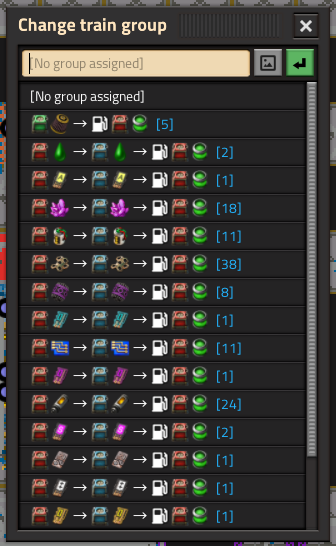 Change train group
[No group assigned]
[No group assigned]
→ → [5]
→ → [2]
→ → [1]
→ → [18]
→ → [11]
→ → [38]
→ → [8]
→ → [1]
→ → [11]
→ → [1]
→ → [24]
→ → [2]
→ → [1]
→ → [1]
→ → [1]